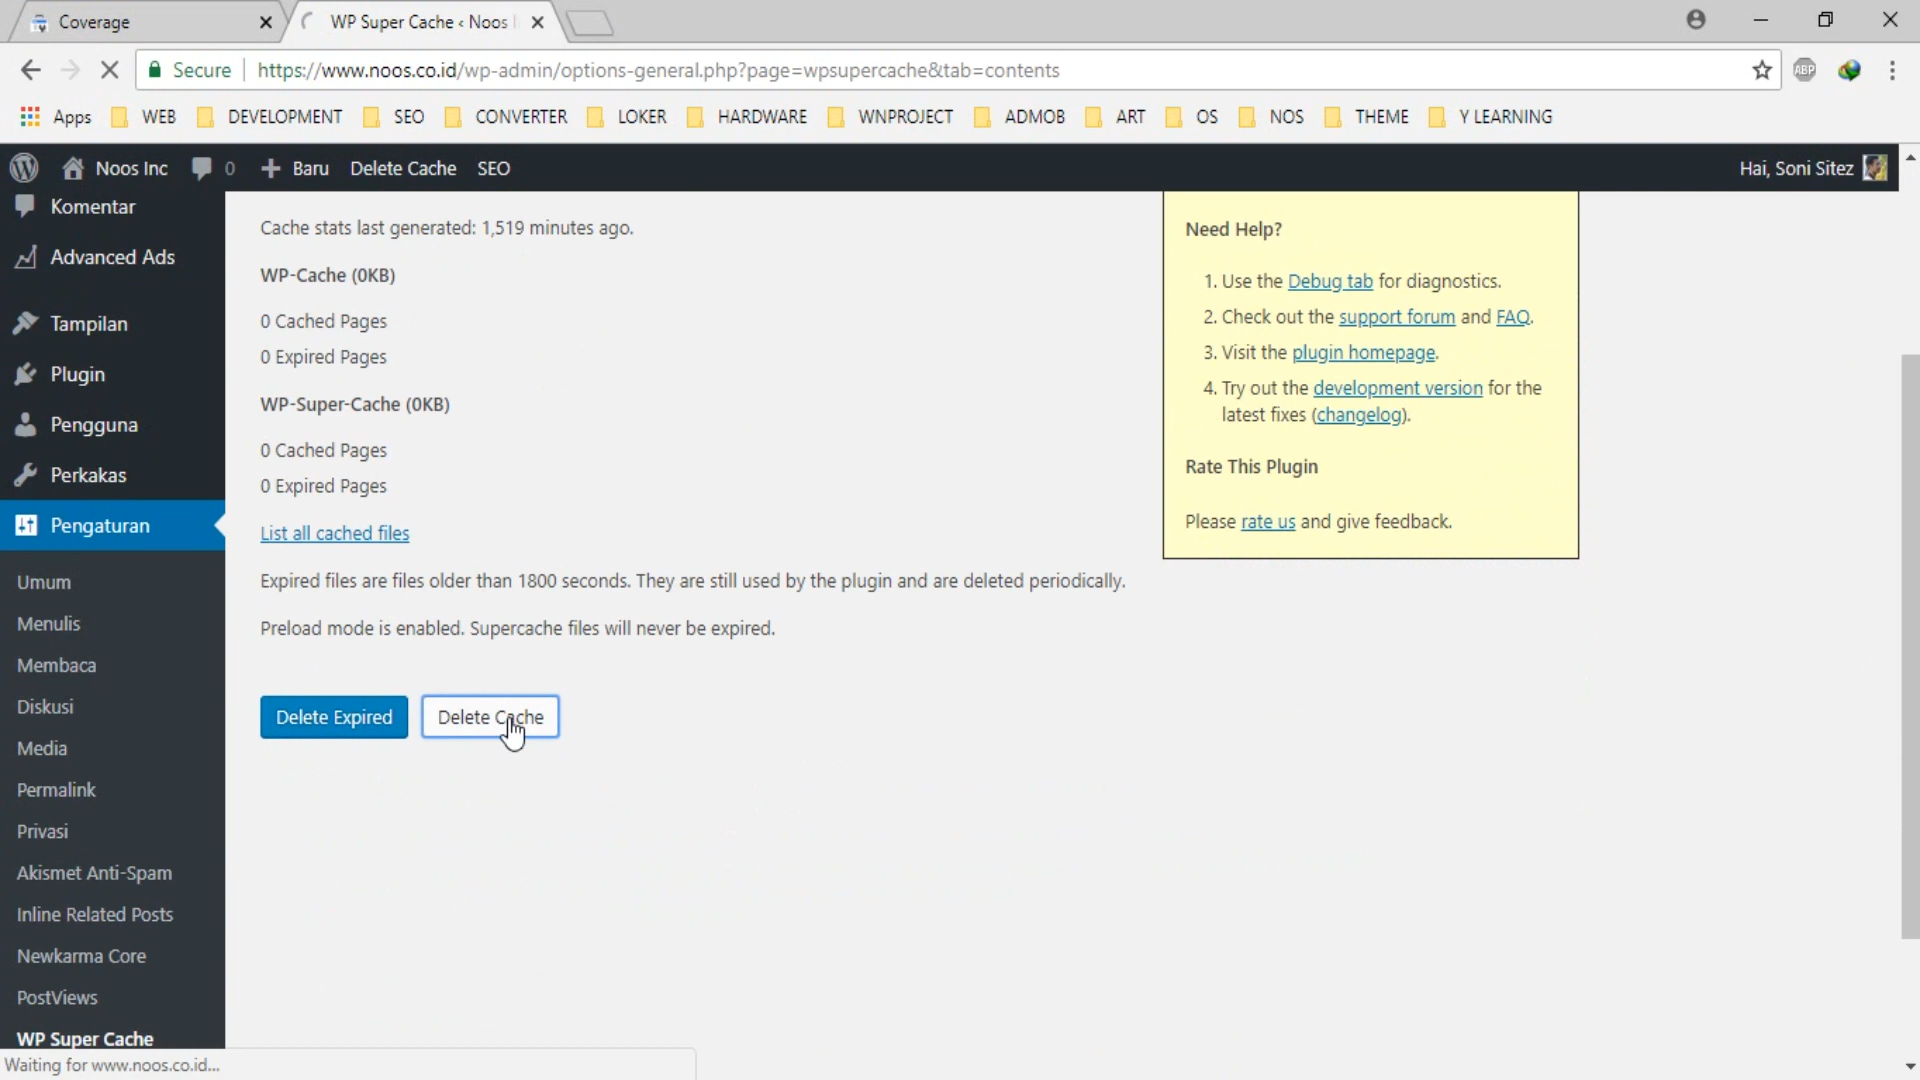 Coverage
WP Super Cache ‹ Noos I
Secure
https://www.noos.co.id/wp-admin/options-general.php?page=wpsupercache&tab=contents
ABP
Apps WEB DEVELOPMENT SEO CONVERTER LOKER HARDWARE WNPROJECT ADMOB ART OS NOS THEME Y LEARNING
Noos Inc 0 Baru Delete Cache SEO Hai, Soni Sitez
Komentar
Advanced Ads
Tampilan
Plugin
Pengguna
Perkakas
Pengaturan
Umum
Menulis
Membaca
Diskusi
Media
Permalink
Privasi
Akismet Anti-Spam
Inline Related Posts
Newkarma Core
PostViews
WP Super Cache
Cache stats last generated: 1,519 minutes ago.
WP-Cache (0KB)
0 Cached Pages
0 Expired Pages
WP-Super-Cache (0KB)
0 Cached Pages
0 Expired Pages
List all cached files
Expired files are files older than 1800 seconds. They are still used by the plugin and are deleted periodically.
Preload mode is enabled. Supercache files will never be expired.
Delete Expired
Delete Cache
Need Help?
1. Use the Debug tab for diagnostics.
2. Check out the support forum and FAQ.
3. Visit the plugin homepage.
4. Try out the development version for the
latest fixes (changelog).
Rate This Plugin
Please rate us and give feedback.
Waiting for www.noos.co.id...